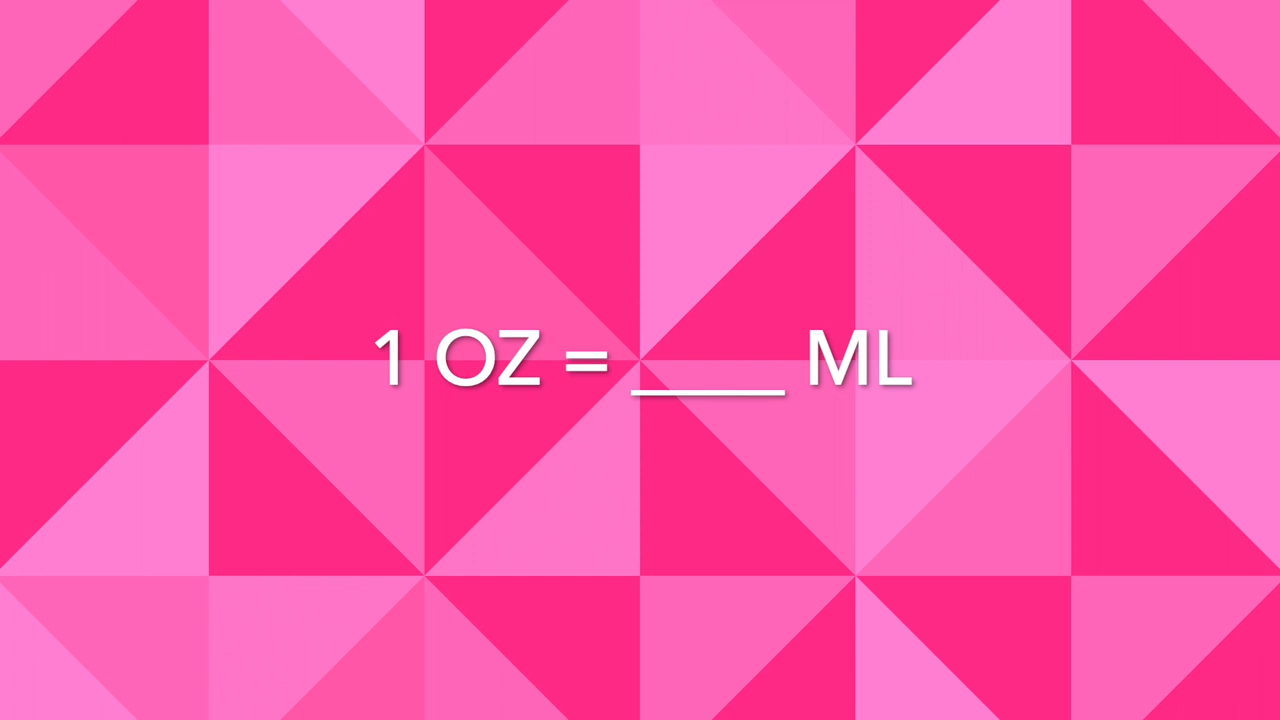 1 OZ = _____ ML